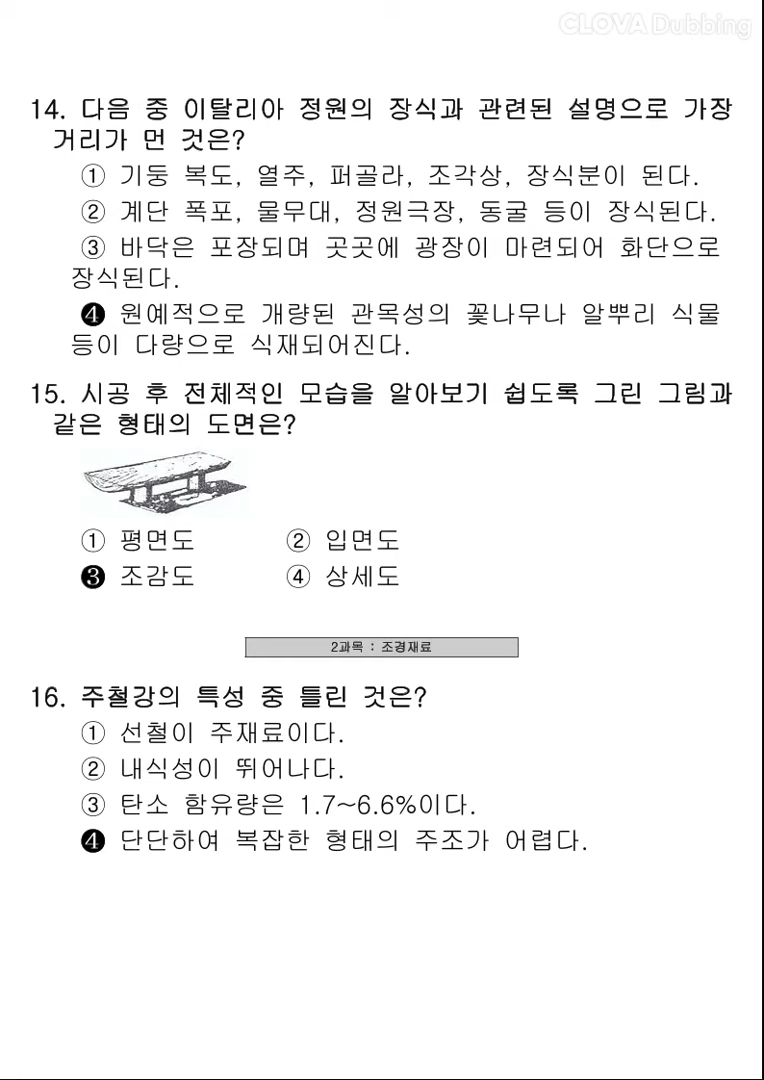 CLOVA Dubbing
14. 다음 중 이탈리아 정원의 장식과 관련된 설명으로 가장
거리가 먼 것은?
① 기둥 복도, 열주, 퍼골라, 조각상, 장식분이 된다.
② 계단 폭포, 물무대, 정원극장, 동굴 등이 장식된다.
③ 바닥은 포장되며 곳곳에 광장이 마련되어 화단으로
장식된다.
❹ 원예적으로 개량된 관목성의 꽃나무나 알뿌리 식물
등이 다량으로 식재되어진다.
15. 시공 후 전체적인 모습을 알아보기 쉽도록 그린 그림과
같은 형태의 도면은?
① 평면도 ② 입면도
❸ 조감도 ④ 상세도
2과목 : 조경재료
16. 주철강의 특성 중 틀린 것은?
① 선철이 주재료이다.
② 내식성이 뛰어나다.
③ 탄소 함유량은 1.7~6.6%이다.
❹ 단단하여 복잡한 형태의 주조가 어렵다.